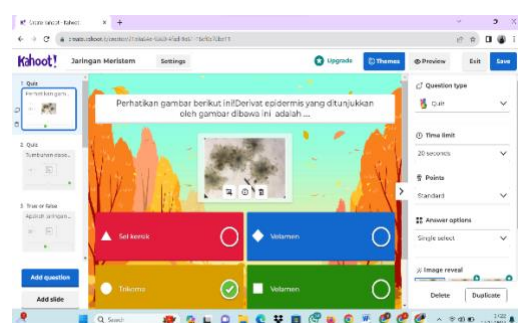 Kahoot!
Jaringan Meristem
Settings
Upgrade
Themes
Preview
Exit
Save
1 Quiz
2 Quiz
3 True or false
Add question
Add slide
Perhatikan gambar berikut ini!Derivat epidermis yang ditunjukkan
oleh gambar dibawa ini adalah ....
Sel kersik
Velamen
Trikoma
Velamen
Question type
Quiz
Time limit
20 seconds
Points
Standard
Answer options
Single select
Image reveal
Delete
Duplicate
Search